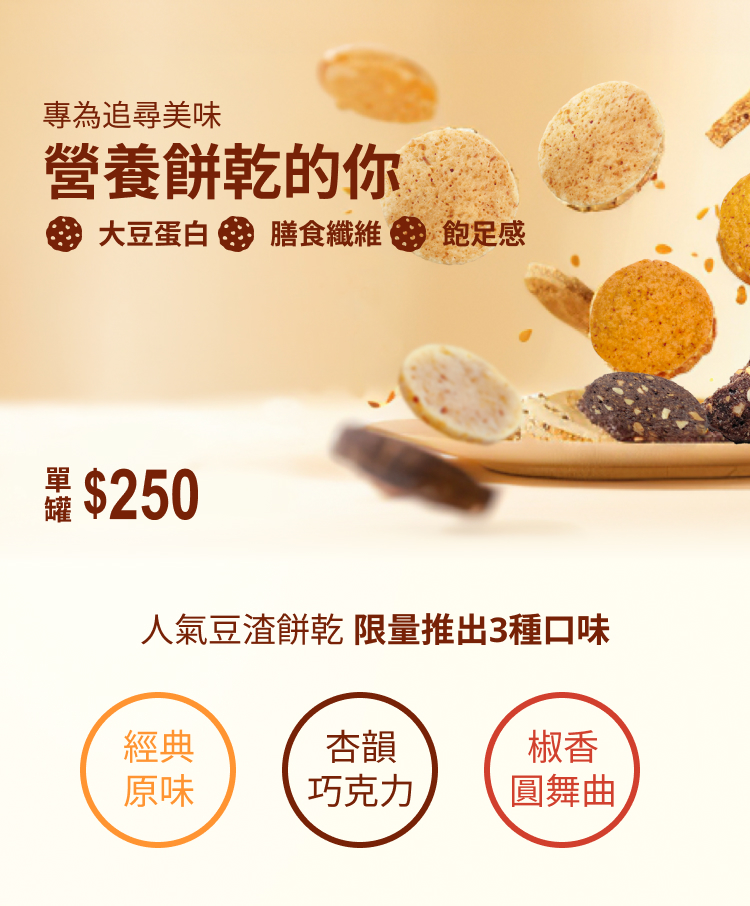 專為追尋美味
營養餅乾的你
大豆蛋白 膳食纖維 飽足感
單罐 $250
人氣豆渣餅乾 限量推出3種口味
經典
原味
杏韻
巧克力
椒香
圓舞曲